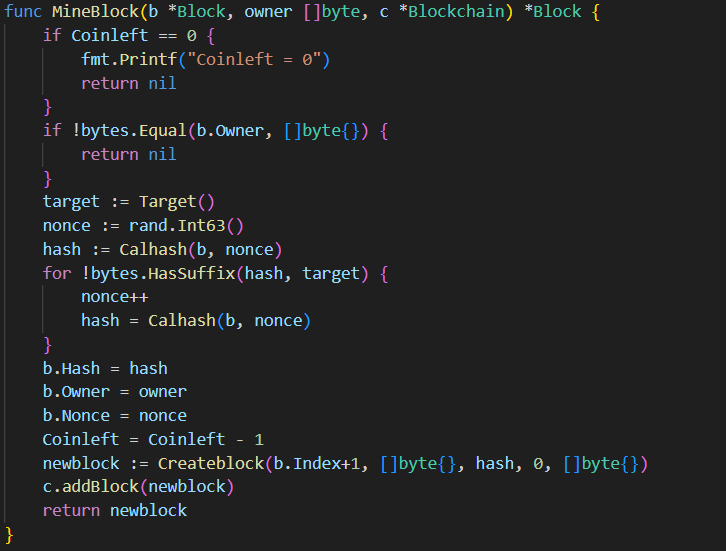 func MineBlock(b *Block, owner []byte, c *Blockchain) *Block {
    if Coinleft == 0 {
        fmt.Printf("Coinleft = 0")
        return nil
    }
    if !bytes.Equal(b.Owner, []byte{}) {
        return nil
    }
    target := Target()
    nonce := rand.Int63()
    hash := Calhash(b, nonce)
    for !bytes.HasSuffix(hash, target) {
        nonce++
        hash = Calhash(b, nonce)
    }
    b.Hash = hash
    b.Owner = owner
    b.Nonce = nonce
    Coinleft = Coinleft - 1
    newblock := Createblock(b.Index+1, []byte{}, hash, 0, []byte{})
    c.addBlock(newblock)
    return newblock
}